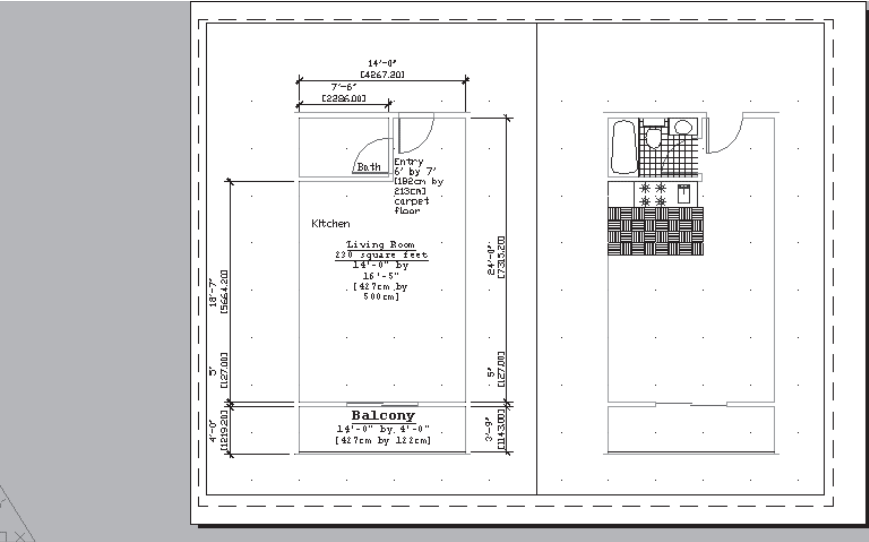 14'-0"
[4267.20]
7'-6"
[2286.00]
Bath
Entry
6' by 7'
[182cm by
213cm]
carpet
floor
Kitchen
Living Room
230 square feet
14'-0" by
16'-5"
[427cm by
500cm]
18'-7"
[5664.20]
24'-0"
[7315.20]
5"
[127.00]
5"
[127.00]
Balcony
14'-0" by 4'-0"
[427cm by 122cm]
4'-0"
[1219.20]
3'-9"
[1143.00]